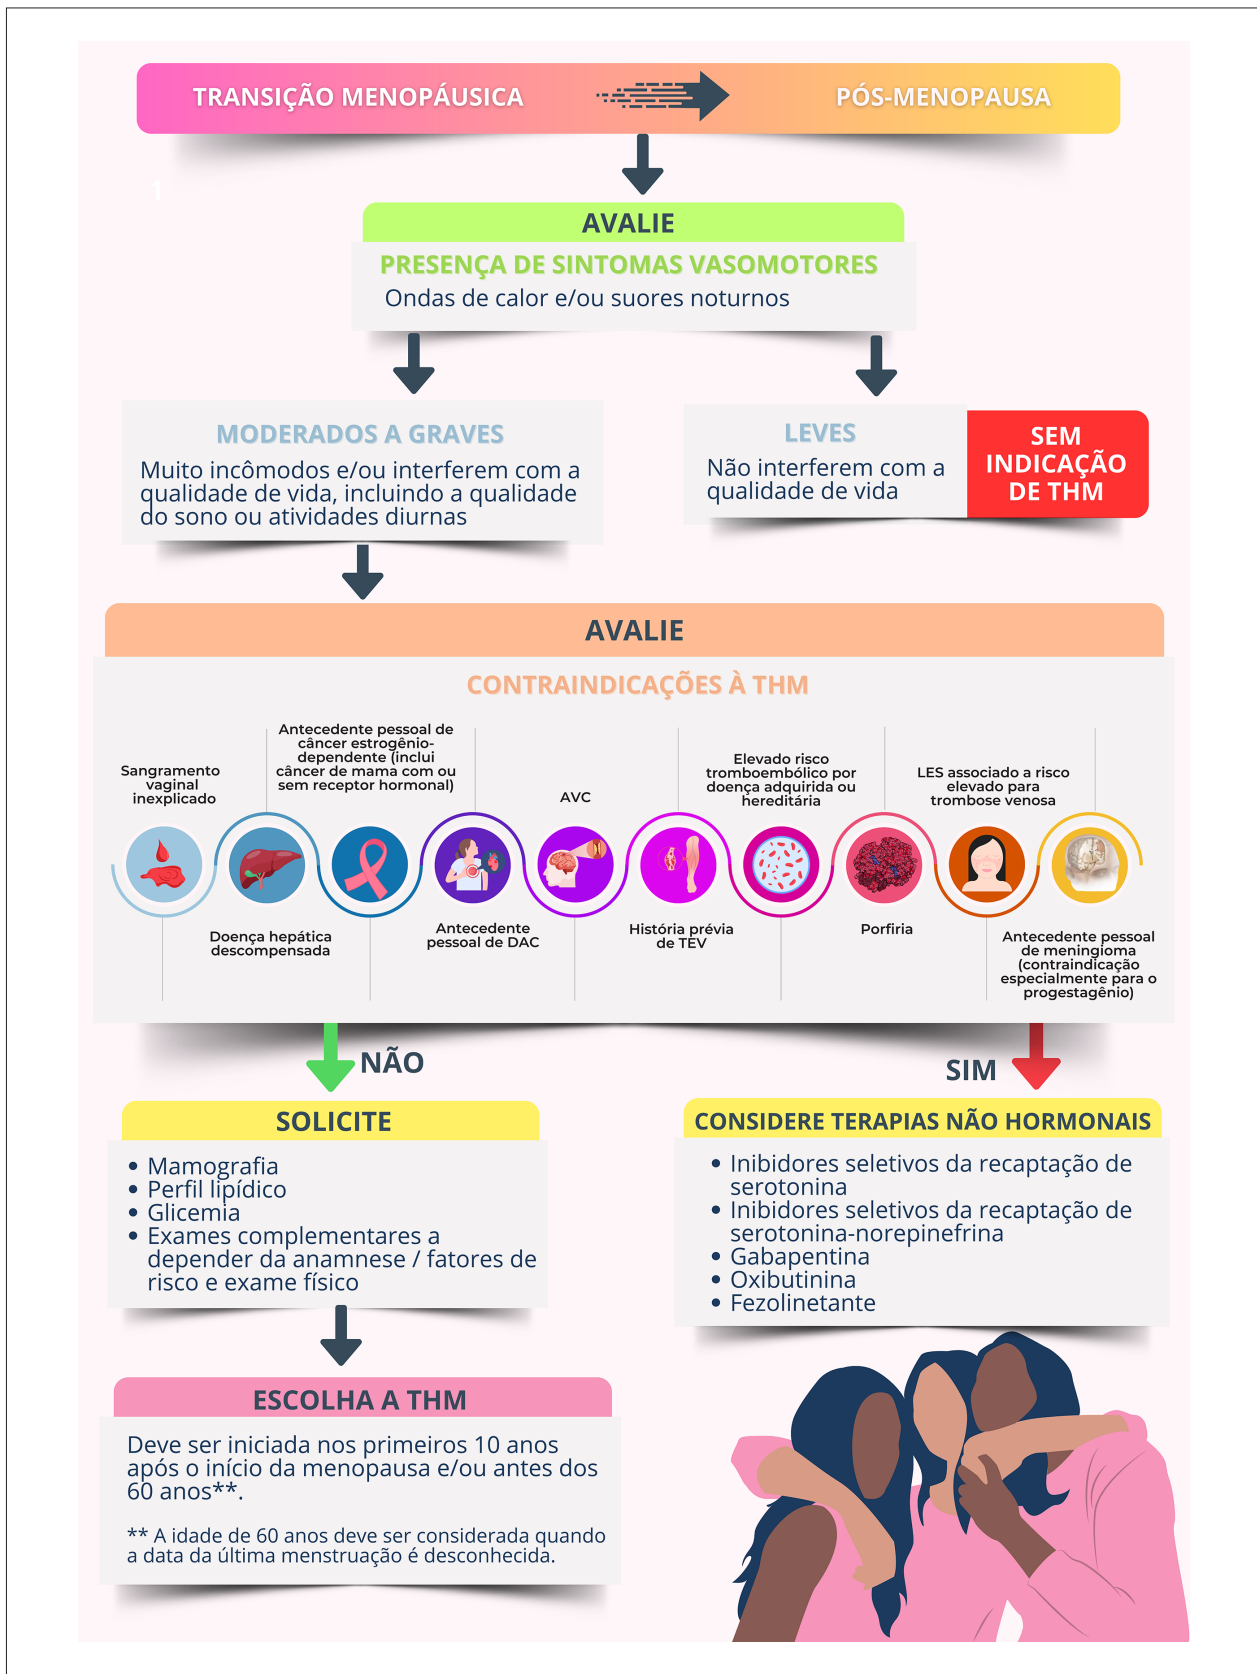 TRANSIÇÃO MENOPÁUSICA
PÓS-MENOPAUSA
1
AVALIE
PRESENÇA DE SINTOMAS VASOMOTORES
Ondas de calor e/ou suores noturnos
MODERADOS A GRAVES
Muito incômodos e/ou interferem com a
qualidade de vida, incluindo a qualidade
do sono ou atividades diurnas
LEVES
Não interferem com a
qualidade de vida
SEM
INDICAÇÃO
DE THM
AVALIE
CONTRAINDICAÇÕES À THM
Sangramento
vaginal
inexplicado
Doença hepática
descompensada
Antecedente pessoal de
câncer estrogênio-
dependente (inclui
câncer de mama com ou
sem receptor hormonal)
Antecedente
pessoal de DAC
AVC
História prévia
de TEV
Elevado risco
tromboembólico por
doença adquirida ou
hereditária
Porfiria
LES associado a risco
elevado para
trombose venosa
Antecedente pessoal
de meningioma
(contraindicação
especialmente para o
progestagênio)
NÃO
SIM
SOLICITE
• Mamografia
• Perfil lipídico
• Glicemia
• Exames complementares a
depender da anamnese / fatores de
risco e exame físico
CONSIDERE TERAPIAS NÃO HORMONAIS
• Inibidores seletivos da recaptação de
serotonina
• Inibidores seletivos da recaptação de
serotonina-norepinefrina
• Gabapentina
• Oxibutinina
• Fezolinetante
ESCOLHA A THM
Deve ser iniciada nos primeiros 10 anos
após o início da menopausa e/ou antes dos
60 anos**.
** A idade de 60 anos deve ser considerada quando
a data da última menstruação é desconhecida.